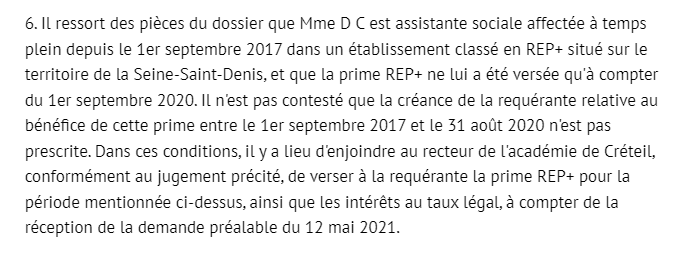 6. Il ressort des pièces du dossier que Mme D C est assistante sociale affectée à temps
plein depuis le 1er septembre 2017 dans un établissement classé en REP+ situé sur le
territoire de la Seine-Saint-Denis, et que la prime REP+ ne lui a été versée qu'à compter
du 1er septembre 2020. Il n'est pas contesté que la créance de la requérante relative au
bénéfice de cette prime entre le 1er septembre 2017 et le 31 août 2020 n'est pas
prescrite. Dans ces conditions, il y a lieu d'enjoindre au recteur de l'académie de Créteil,
conformément au jugement précité, de verser à la requérante la prime REP+ pour la
période mentionnée ci-dessus, ainsi que les intérêts au taux légal, à compter de la
réception de la demande préalable du 12 mai 2021.